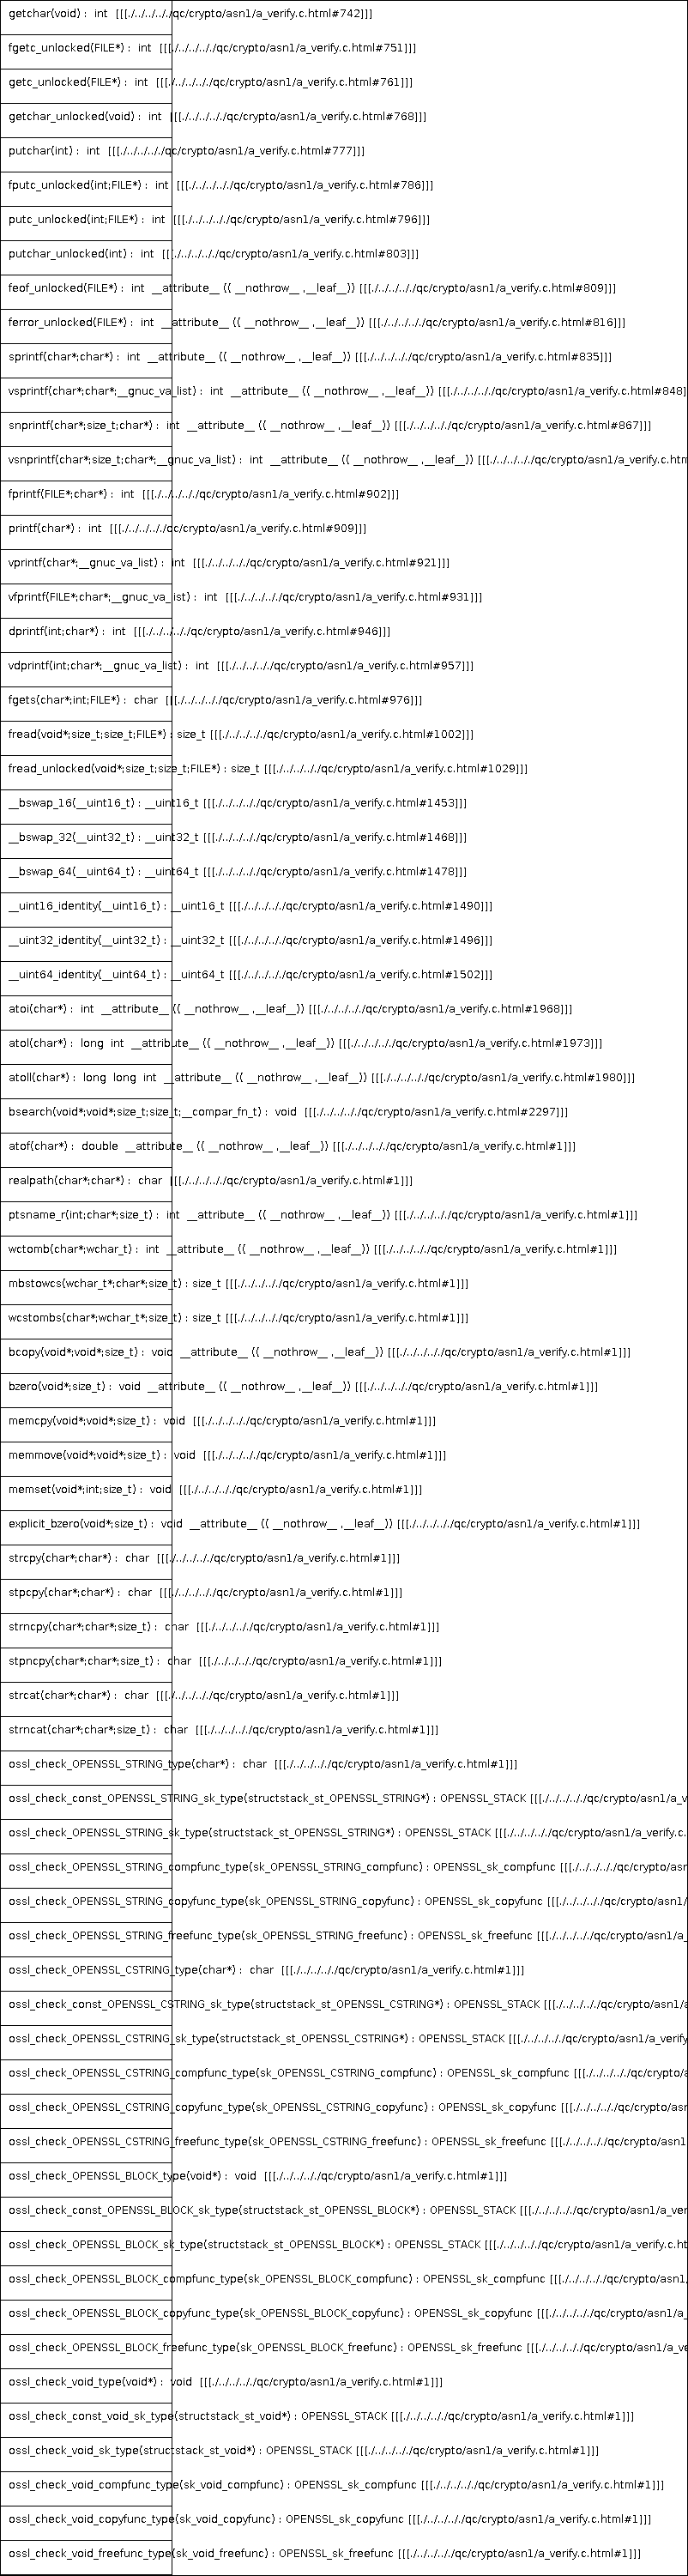 getchar(void) :  int  [[[./../../../qc/crypto/asn1/a_verify.c.html#742]]]
fgetc_unlocked(FILE*) :  int  [[[./../../../qc/crypto/asn1/a_verify.c.html#751]]]
getc_unlocked(FILE*) :  int  [[[./../../../qc/crypto/asn1/a_verify.c.html#761]]]
getchar_unlocked(void) :  int  [[[./../../../qc/crypto/asn1/a_verify.c.html#768]]]
putchar(int) :  int  [[[./../../../qc/crypto/asn1/a_verify.c.html#777]]]
fputc_unlocked(int;FILE*) :  int  [[[./../../../qc/crypto/asn1/a_verify.c.html#786]]]
putc_unlocked(int;FILE*) :  int  [[[./../../../qc/crypto/asn1/a_verify.c.html#796]]]
putchar_unlocked(int) :  int  [[[./../../../qc/crypto/asn1/a_verify.c.html#803]]]
feof_unlocked(FILE*) :  int  __attribute__ (( __nothrow__ ,__leaf__)) [[[./../../../qc/crypto/asn1/a_verify.c.html#809]]]
ferror_unlocked(FILE*) :  int  __attribute__ (( __nothrow__ ,__leaf__)) [[[./../../../qc/crypto/asn1/a_verify.c.html#816]]]
sprintf(char*;char*) :  int  __attribute__ (( __nothrow__ ,__leaf__)) [[[./../../../qc/crypto/asn1/a_verify.c.html#835]]]
vsprintf(char*;char*;__gnuc_va_list) :  int  __attribute__ (( __nothrow__ ,__leaf__)) [[[./../../../qc/crypto/asn1/a_verify.c.html#848]
snprintf(char*;size_t;char*) :  int  __attribute__ (( __nothrow__ ,__leaf__)) [[[./../../../qc/crypto/asn1/a_verify.c.html#867]]]
vsnprintf(char*;size_t;char*;__gnuc_va_list) :  int  __attribute__ (( __nothrow__ ,__leaf__)) [[[./../../../qc/crypto/asn1/a_verify.c.htm
fprintf(FILE*;char*) :  int  [[[./../../../qc/crypto/asn1/a_verify.c.html#902]]]
printf(char*) :  int  [[[./../../../qc/crypto/asn1/a_verify.c.html#909]]]
vprintf(char*;__gnuc_va_list) :  int  [[[./../../../qc/crypto/asn1/a_verify.c.html#921]]]
vfprintf(FILE*;char*;__gnuc_va_list) :  int  [[[./../../../qc/crypto/asn1/a_verify.c.html#931]]]
dprintf(int;char*) :  int  [[[./../../../qc/crypto/asn1/a_verify.c.html#946]]]
vdprintf(int;char*;__gnuc_va_list) :  int  [[[./../../../qc/crypto/asn1/a_verify.c.html#957]]]
fgets(char*;int;FILE*) :  char  [[[./../../../qc/crypto/asn1/a_verify.c.html#976]]]
fread(void*;size_t;size_t;FILE*) : size_t [[[./../../../qc/crypto/asn1/a_verify.c.html#1002]]]
fread_unlocked(void*;size_t;size_t;FILE*) : size_t [[[./../../../qc/crypto/asn1/a_verify.c.html#1029]]]
__bswap_16(__uint16_t) : __uint16_t [[[./../../../qc/crypto/asn1/a_verify.c.html#1453]]]
__bswap_32(__uint32_t) : __uint32_t [[[./../../../qc/crypto/asn1/a_verify.c.html#1468]]]
__bswap_64(__uint64_t) : __uint64_t [[[./../../../qc/crypto/asn1/a_verify.c.html#1478]]]
__uint16_identity(__uint16_t) : __uint16_t [[[./../../../qc/crypto/asn1/a_verify.c.html#1490]]]
__uint32_identity(__uint32_t) : __uint32_t [[[./../../../qc/crypto/asn1/a_verify.c.html#1496]]]
__uint64_identity(__uint64_t) : __uint64_t [[[./../../../qc/crypto/asn1/a_verify.c.html#1502]]]
atoi(char*) :  int  __attribute__ (( __nothrow__ ,__leaf__)) [[[./../../../qc/crypto/asn1/a_verify.c.html#1968]]]
atol(char*) :  long  int  __attribute__ (( __nothrow__ ,__leaf__)) [[[./../../../qc/crypto/asn1/a_verify.c.html#1973]]]
atoll(char*) :  long  long  int  __attribute__ (( __nothrow__ ,__leaf__)) [[[./../../../qc/crypto/asn1/a_verify.c.html#1980]]]
bsearch(void*;void*;size_t;size_t;__compar_fn_t) :  void  [[[./../../../qc/crypto/asn1/a_verify.c.html#2297]]]
atof(char*) :  double  __attribute__ (( __nothrow__ ,__leaf__)) [[[./../../../qc/crypto/asn1/a_verify.c.html#1]]]
realpath(char*;char*) :  char  [[[./../../../qc/crypto/asn1/a_verify.c.html#1]]]
ptsname_r(int;char*;size_t) :  int  __attribute__ (( __nothrow__ ,__leaf__)) [[[./../../../qc/crypto/asn1/a_verify.c.html#1]]]
wctomb(char*;wchar_t) :  int  __attribute__ (( __nothrow__ ,__leaf__)) [[[./../../../qc/crypto/asn1/a_verify.c.html#1]]]
mbstowcs(wchar_t*;char*;size_t) : size_t [[[./../../../qc/crypto/asn1/a_verify.c.html#1]]]
wcstombs(char*;wchar_t*;size_t) : size_t [[[./../../../qc/crypto/asn1/a_verify.c.html#1]]]
bcopy(void*;void*;size_t) :  void  __attribute__ (( __nothrow__ ,__leaf__)) [[[./../../../qc/crypto/asn1/a_verify.c.html#1]]]
bzero(void*;size_t) :  void  __attribute__ (( __nothrow__ ,__leaf__)) [[[./../../../qc/crypto/asn1/a_verify.c.html#1]]]
memcpy(void*;void*;size_t) :  void  [[[./../../../qc/crypto/asn1/a_verify.c.html#1]]]
memmove(void*;void*;size_t) :  void  [[[./../../../qc/crypto/asn1/a_verify.c.html#1]]]
memset(void*;int;size_t) :  void  [[[./../../../qc/crypto/asn1/a_verify.c.html#1]]]
explicit_bzero(void*;size_t) :  void  __attribute__ (( __nothrow__ ,__leaf__)) [[[./../../../qc/crypto/asn1/a_verify.c.html#1]]]
strcpy(char*;char*) :  char  [[[./../../../qc/crypto/asn1/a_verify.c.html#1]]]
stpcpy(char*;char*) :  char  [[[./../../../qc/crypto/asn1/a_verify.c.html#1]]]
strncpy(char*;char*;size_t) :  char  [[[./../../../qc/crypto/asn1/a_verify.c.html#1]]]
stpncpy(char*;char*;size_t) :  char  [[[./../../../qc/crypto/asn1/a_verify.c.html#1]]]
strcat(char*;char*) :  char  [[[./../../../qc/crypto/asn1/a_verify.c.html#1]]]
strncat(char*;char*;size_t) :  char  [[[./../../../qc/crypto/asn1/a_verify.c.html#1]]]
ossl_check_OPENSSL_STRING_type(char*) :  char  [[[./../../../qc/crypto/asn1/a_verify.c.html#1]]]
ossl_check_const_OPENSSL_STRING_sk_type(structstack_st_OPENSSL_STRING*) : OPENSSL_STACK [[[./../../../qc/crypto/asn1/a_v
ossl_check_OPENSSL_STRING_sk_type(structstack_st_OPENSSL_STRING*) : OPENSSL_STACK [[[./../../../qc/crypto/asn1/a_verify.c.
ossl_check_OPENSSL_STRING_compfunc_type(sk_OPENSSL_STRING_compfunc) : OPENSSL_sk_compfunc [[[./../../../qc/crypto/asn
ossl_check_OPENSSL_STRING_copyfunc_type(sk_OPENSSL_STRING_copyfunc) : OPENSSL_sk_copyfunc [[[./../../../qc/crypto/asn1/
ossl_check_OPENSSL_STRING_freefunc_type(sk_OPENSSL_STRING_freefunc) : OPENSSL_sk_freefunc [[[./../../../qc/crypto/asn1/a_
ossl_check_OPENSSL_CSTRING_type(char*) :  char  [[[./../../../qc/crypto/asn1/a_verify.c.html#1]]]
ossl_check_const_OPENSSL_CSTRING_sk_type(structstack_st_OPENSSL_CSTRING*) : OPENSSL_STACK [[[./../../../qc/crypto/asn1/a
ossl_check_OPENSSL_CSTRING_sk_type(structstack_st_OPENSSL_CSTRING*) : OPENSSL_STACK [[[./../../../qc/crypto/asn1/a_verify
ossl_check_OPENSSL_CSTRING_compfunc_type(sk_OPENSSL_CSTRING_compfunc) : OPENSSL_sk_compfunc [[[./../../../qc/crypto/a
ossl_check_OPENSSL_CSTRING_copyfunc_type(sk_OPENSSL_CSTRING_copyfunc) : OPENSSL_sk_copyfunc [[[./../../../qc/crypto/asn
ossl_check_OPENSSL_CSTRING_freefunc_type(sk_OPENSSL_CSTRING_freefunc) : OPENSSL_sk_freefunc [[[./../../../qc/crypto/asn1
ossl_check_OPENSSL_BLOCK_type(void*) :  void  [[[./../../../qc/crypto/asn1/a_verify.c.html#1]]]
ossl_check_const_OPENSSL_BLOCK_sk_type(structstack_st_OPENSSL_BLOCK*) : OPENSSL_STACK [[[./../../../qc/crypto/asn1/a_ver
ossl_check_OPENSSL_BLOCK_sk_type(structstack_st_OPENSSL_BLOCK*) : OPENSSL_STACK [[[./../../../qc/crypto/asn1/a_verify.c.ht
ossl_check_OPENSSL_BLOCK_compfunc_type(sk_OPENSSL_BLOCK_compfunc) : OPENSSL_sk_compfunc [[[./../../../qc/crypto/asn1/
ossl_check_OPENSSL_BLOCK_copyfunc_type(sk_OPENSSL_BLOCK_copyfunc) : OPENSSL_sk_copyfunc [[[./../../../qc/crypto/asn1/a_
ossl_check_OPENSSL_BLOCK_freefunc_type(sk_OPENSSL_BLOCK_freefunc) : OPENSSL_sk_freefunc [[[./../../../qc/crypto/asn1/a_ve
ossl_check_void_type(void*) :  void  [[[./../../../qc/crypto/asn1/a_verify.c.html#1]]]
ossl_check_const_void_sk_type(structstack_st_void*) : OPENSSL_STACK [[[./../../../qc/crypto/asn1/a_verify.c.html#1]]]
ossl_check_void_sk_type(structstack_st_void*) : OPENSSL_STACK [[[./../../../qc/crypto/asn1/a_verify.c.html#1]]]
ossl_check_void_compfunc_type(sk_void_compfunc) : OPENSSL_sk_compfunc [[[./../../../qc/crypto/asn1/a_verify.c.html#1]]]
ossl_check_void_copyfunc_type(sk_void_copyfunc) : OPENSSL_sk_copyfunc [[[./../../../qc/crypto/asn1/a_verify.c.html#1]]]
ossl_check_void_freefunc_type(sk_void_freefunc) : OPENSSL_sk_freefunc [[[./../../../qc/crypto/asn1/a_verify.c.html#1]]]